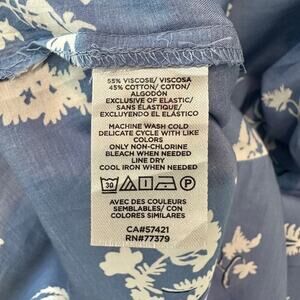 55% VISCOSE/ VISCOSA
45% COTTON/ COTON/
ALGODÓN
EXCLUSIVE OF ELASTIC/
SANS ÉLASTIQUE/
EXCLUYENDO EL ELÁSTICO
MACHINE WASH COLD
DELICATE CYCLE WITH LIKE
COLORS
ONLY NON-CHLORINE
BLEACH WHEN NEEDED
LINE DRY
COOL IRON WHEN NEEDED
30 P
AVEC DES COULEURS
SEMBLABLES/ CON
COLORES SIMILARES
CA#57421
RN#77379